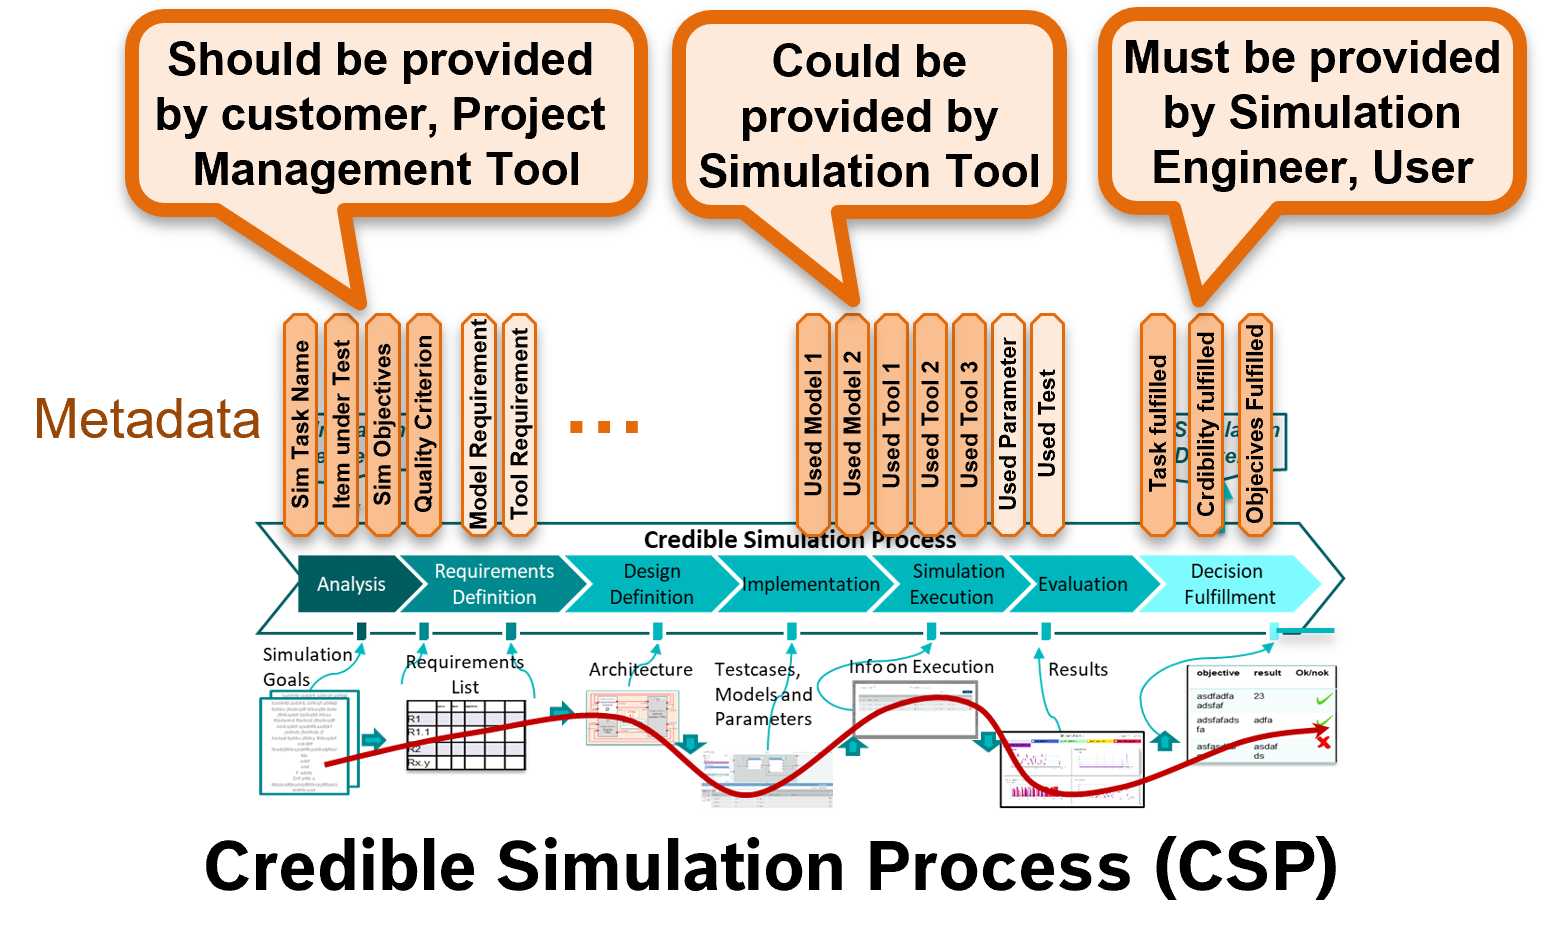 Should be provided
by customer, Project
Management Tool
Could be
provided by
Simulation Tool
Must be provided
by Simulation
Engineer, User
Metadata
Sim Task Name
Item under Test
Sim Objectives
Quality Criterion
Model Requirement
Tool Requirement
...
Used Model 1
Used Model 2
Used Tool 1
Used Tool 2
Used Tool 3
Used Parameter
Used Test
Task fulfilled
Crdibility fulfilled
Objecives Fulfilled
Credible Simulation Process
Analysis
Requirements
Definition
Design
Definition
Implementation
Simulation
Execution
Evaluation
Decision
Fulfillment
Simulation
Goals
Requirements
List
Architecture
Testcases,
Models and
Parameters
Info on Execution
Results
R1
R1.1
R2
Rx.y
objective result Ok/nok
asdfadfa 23
adsfaf
adsfafads adfa
fa
asdaf
ds
Credible Simulation Process (CSP)